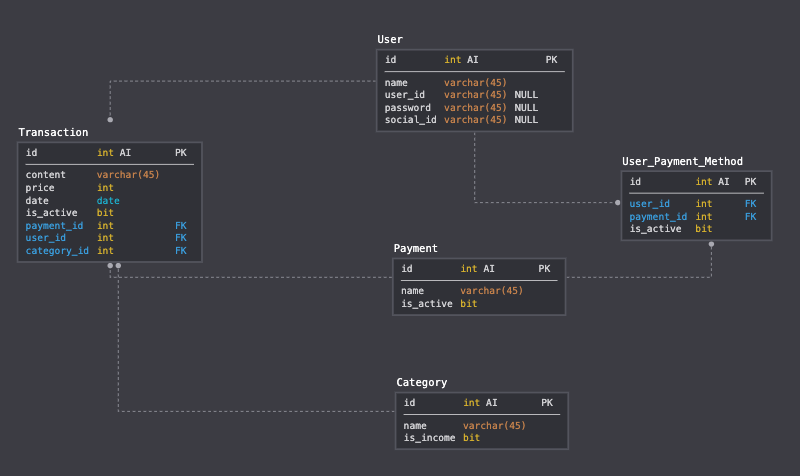 User
id int AI PK
name varchar(45)
user_id varchar(45) NULL
password varchar(45) NULL
social_id varchar(45) NULL
Transaction
id int AI PK
content varchar(45)
price int
date date
is_active bit
payment_id int FK
user_id int FK
category_id int FK
User_Payment_Method
id int AI PK
user_id int FK
payment_id int FK
is_active bit
Payment
id int AI PK
name varchar(45)
is_active bit
Category
id int AI PK
name varchar(45)
is_income bit